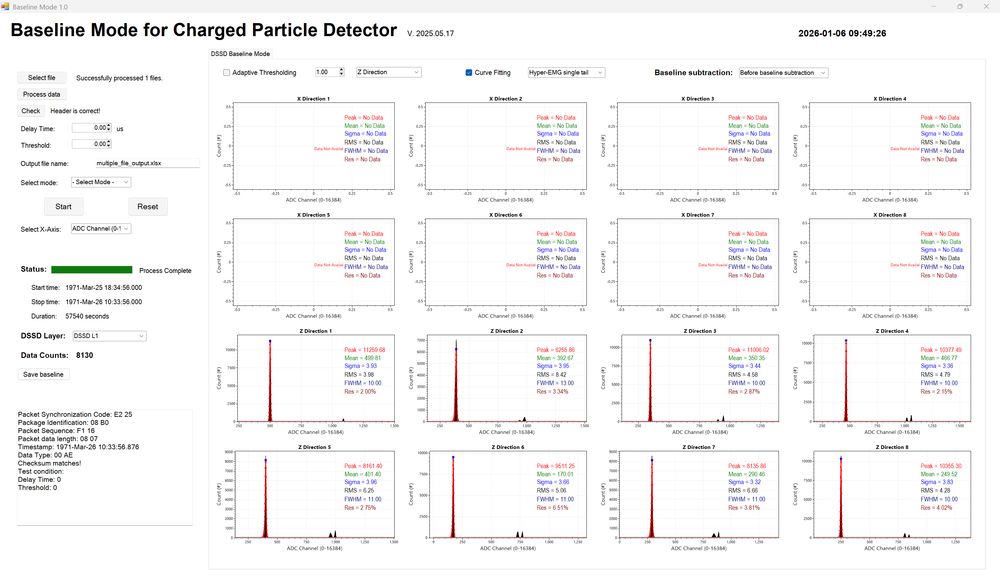 Baseline Mode 1.0
Baseline Mode for Charged Particle Detector V. 2025.05.17 2026-01-06 09:49:26
Select file Successfully processed 1 files.
Process data
Check Header is correct!
Delay Time: 0.00 us
Threshold: 0.00
Output file name: multiple_file_output.xlsx
Select mode: - Select Mode -
Start Reset
Select X-Axis: ADC Channel (0-1
Status: Process Complete
Start time: 1971-Mar-25 18:34:56.000
Stop time: 1971-Mar-26 10:33:56.000
Duration: 57540 seconds
DSSD Layer: DSSD L1
Data Counts: 8130
Save baseline
Packet Synchronization Code: E2 25
Package Identification: 08 B0
Packet Sequence: F1 16
Packet data length: 08 07
Timestamp: 1971-Mar-26 10:33:56.876
Data Type: 00 AE
Checksum matches!
Test condition:
Delay Time: 0
Threshold: 0
DSSD Baseline Mode
Adaptive Thresholding 1.00 Z Direction Curve Fitting Hyper-EMG single tail Baseline subtraction: Before baseline subtraction
X Direction 1
0.5
0.25
0
-0.25
-0.5
Count (#)
Peak = No Data
Mean = No Data
Sigma = No Data
RMS = No Data
Data Not Availab
FWHM = No Data
Res = No Data
-0.5 -0.25 0 0.25 0.5
ADC Channel (0-16384)
X Direction 2
0.5
0.25
0
-0.25
-0.5
Count (#)
Peak = No Data
Mean = No Data
Sigma = No Data
RMS = No Data
Data Not Availab
FWHM = No Data
Res = No Data
-0.5 -0.25 0 0.25 0.5
ADC Channel (0-16384)
X Direction 3
0.5
0.25
0
-0.25
-0.5
Count (#)
Peak = No Data
Mean = No Data
Sigma = No Data
RMS = No Data
Data Not Availal
FWHM = No Data
Res = No Data
-0.5 -0.25 0 0.25 0.5
ADC Channel (0-16384)
X Direction 4
0.5
0.25
0
-0.25
-0.5
Count (#)
Peak = No Data
Mean = No Data
Sigma = No Data
RMS = No Data
Data Not Availab
FWHM = No Data
Res = No Data
-0.5 -0.25 0 0.25 0.5
ADC Channel (0-16384)
X Direction 5
0.5
0.25
0
-0.25
-0.5
Count (#)
Peak = No Data
Mean = No Data
Sigma = No Data
RMS = No Data
Data Not Availab
FWHM = No Data
Res = No Data
-0.5 -0.25 0 0.25 0.5
ADC Channel (0-16384)
X Direction 6
0.5
0.25
0
-0.25
-0.5
Count (#)
Peak = No Data
Mean = No Data
Sigma = No Data
RMS = No Data
Data Not Availab
FWHM = No Data
Res = No Data
-0.5 -0.25 0 0.25 0.5
ADC Channel (0-16384)
X Direction 7
0.5
0.25
0
-0.25
-0.5
Count (#)
Peak = No Data
Mean = No Data
Sigma = No Data
RMS = No Data
Data Not Availal
FWHM = No Data
Res = No Data
-0.5 -0.25 0 0.25 0.5
ADC Channel (0-16384)
X Direction 8
0.5
0.25
0
-0.25
-0.5
Count (#)
Peak = No Data
Mean = No Data
Sigma = No Data
RMS = No Data
Data Not Availab
FWHM = No Data
Res = No Data
-0.5 -0.25 0 0.25 0.5
ADC Channel (0-16384)
Z Direction 1
10000
7500
5000
2500
0
Count (#)
Peak = 11259.68
Mean = 499.81
Sigma = 3.93
RMS = 3.98
FWHM = 10.00
Res = 2.00%
250 500 750 1,000 1,250 1,500
ADC Channel (0-16384)
Z Direction 2
7000
6000
5000
4000
3000
2000
1000
0
Count (#)
Peak = 6255.86
Mean = 392.67
Sigma = 3.95
RMS = 8.42
FWHM = 13.00
Res = 3.34%
250 500 750 1,000 1,250 1,500
ADC Channel (0-16384)
Z Direction 3
10000
7500
5000
2500
0
Count (#)
Peak = 11006.02
Mean = 350.35
Sigma = 3.44
RMS = 4.58
FWHM = 10.00
Res = 2.87%
250 500 750 1,000 1,250
ADC Channel (0-16384)
Z Direction 4
10000
7500
5000
2500
0
Count (#)
Peak = 10377.49
Mean = 466.77
Sigma = 3.36
RMS = 4.79
FWHM = 10.00
Res = 2.15%
250 500 750 1,000 1,250 1,500
ADC Channel (0-16384)
Z Direction 5
9000
8000
7000
6000
5000
4000
3000
2000
1000
0
Count (#)
Peak = 8161.40
Mean = 401.40
Sigma = 3.96
RMS = 6.25
FWHM = 11.00
Res = 2.75%
250 500 750 1,000 1,250 1,500
ADC Channel (0-16384)
Z Direction 6
10000
7500
5000
2500
0
Count (#)
Peak = 9511.25
Mean = 170.01
Sigma = 3.66
RMS = 5.06
FWHM = 11.00
Res = 6.51%
0 250 500 750 1,000 1,250
ADC Channel (0-16384)
Z Direction 7
9000
8000
7000
6000
5000
4000
3000
2000
1000
0
Count (#)
Peak = 8135.86
Mean = 290.46
Sigma = 3.32
RMS = 6.66
FWHM = 11.00
Res = 3.81%
0 250 500 750 1,000 1,250
ADC Channel (0-16384)
Z Direction 8
10000
7500
5000
2500
0
Count (#)
Peak = 10355.30
Mean = 249.52
Sigma = 3.83
RMS = 4.28
FWHM = 10.00
Res = 4.02%
0 250 500 750 1,000 1,250
ADC Channel (0-16384)